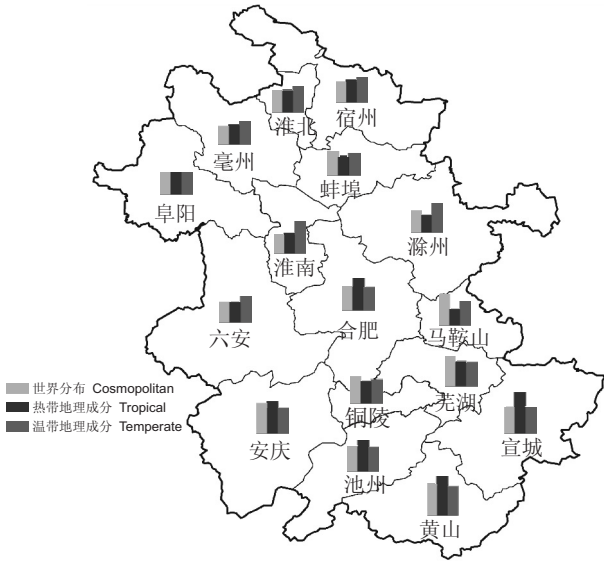 淮北
宿州
亳州
蚌埠
阜阳
滁州
淮南
六安
合肥
马鞍山
世界分布 Cosmopolitan
热带地理成分 Tropical
温带地理成分 Temperate
铜陵
芜湖
安庆
宣城
池州
黄山